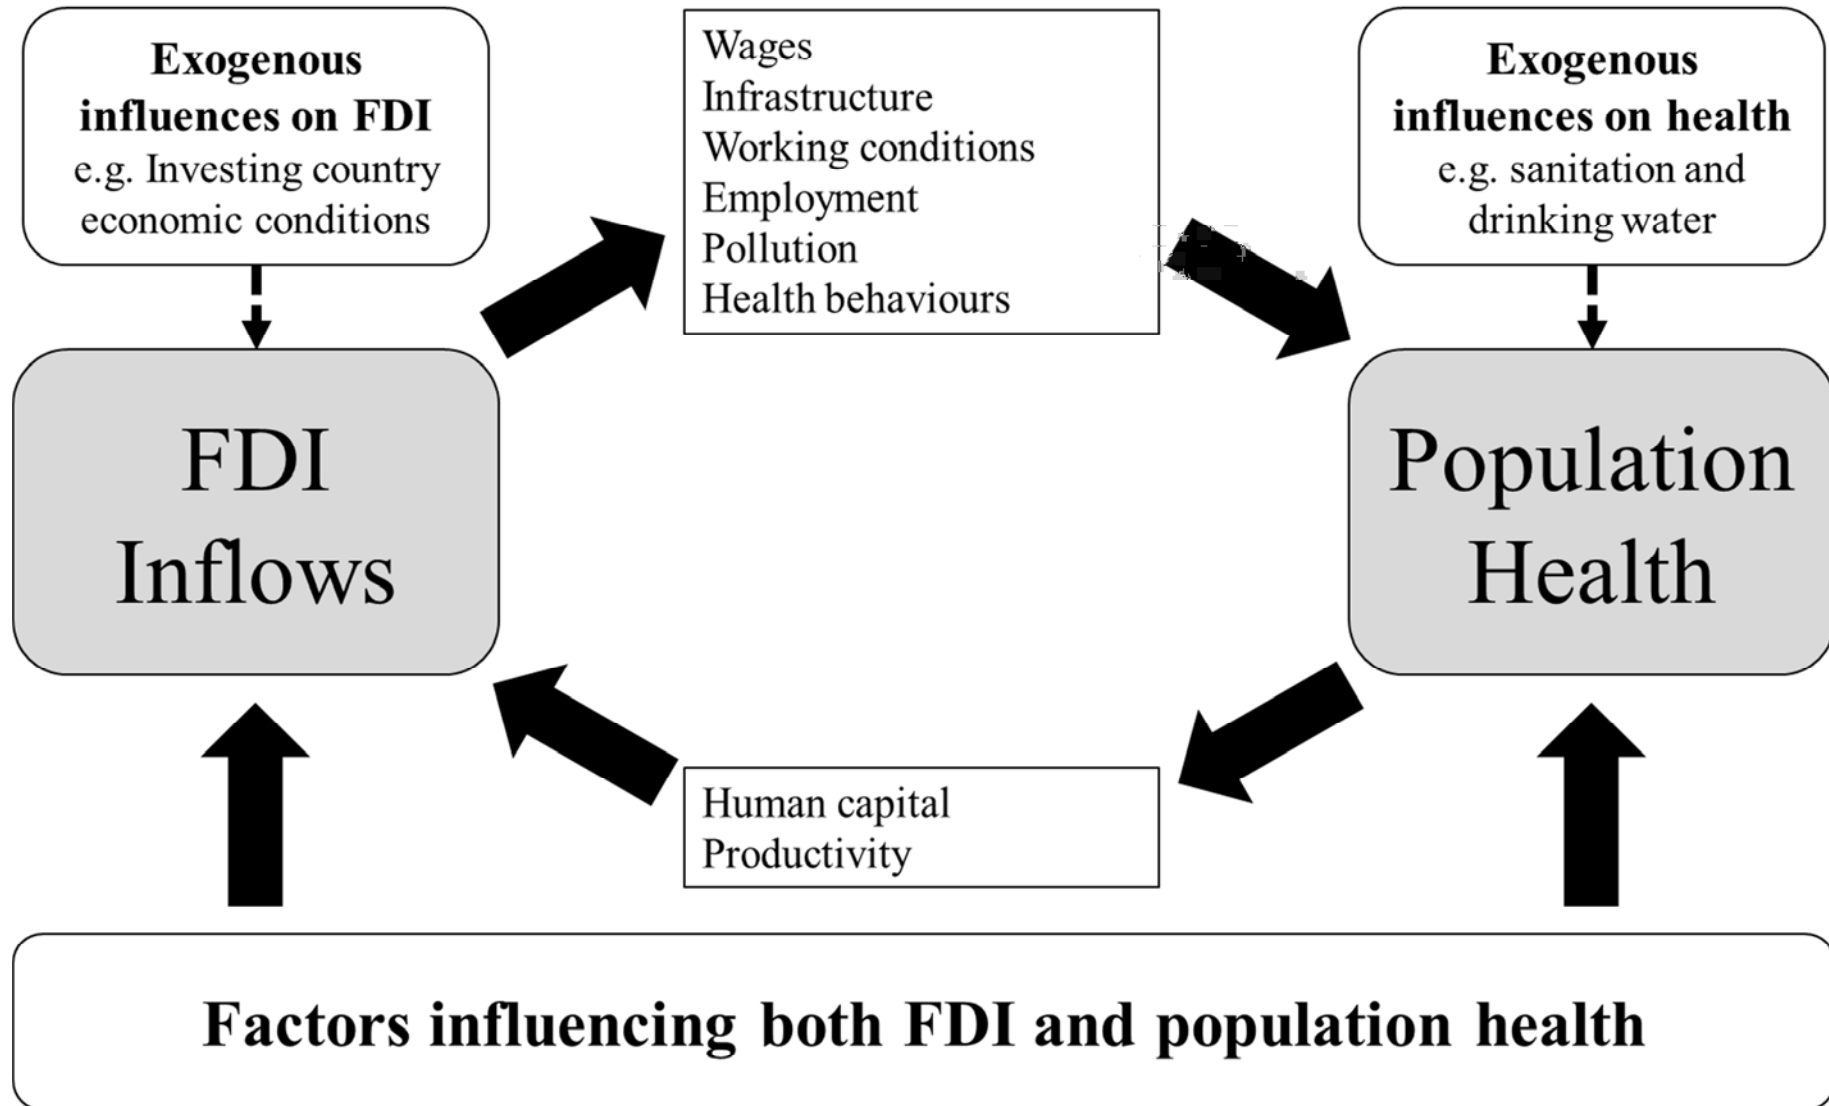 Exogenous
influences on FDI
e.g. Investing country
economic conditions
Wages
Infrastructure
Working conditions
Employment
Pollution
Health behaviours
Exogenous
influences on health
e.g. sanitation and
drinking water
FDI
Inflows
Population
Health
Human capital
Productivity
Factors influencing both FDI and population health